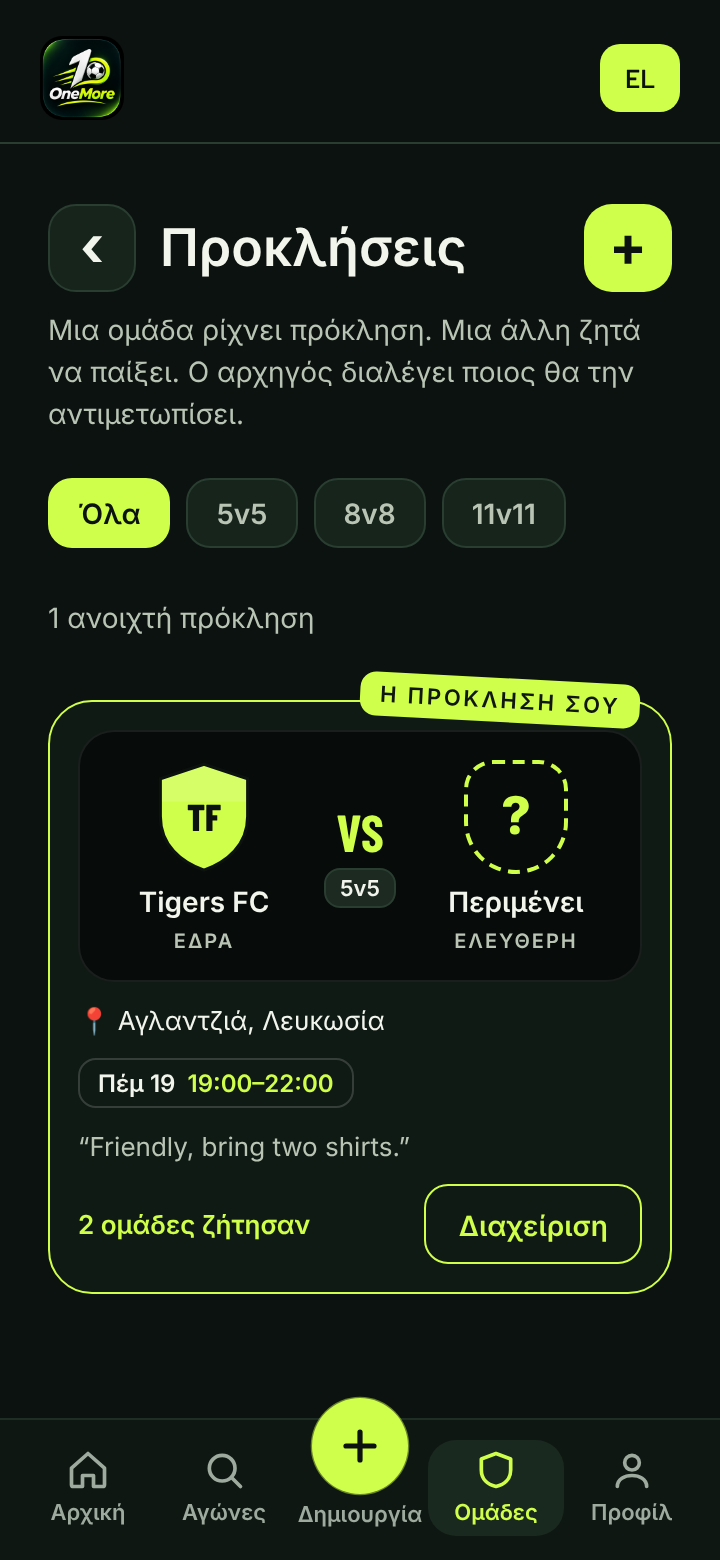 OneMore
EL
Προκλήσεις
Μια ομάδα ρίχνει πρόκληση. Μια άλλη ζητά
να παίξει. Ο αρχηγός διαλέγει ποιος θα την
αντιμετωπίσει.
Όλα
5v5
8v8
11v11
1 ανοιχτή πρόκληση
Η ΠΡΟΚΛΗΣΗ ΣΟΥ
TF
VS
?
5v5
Tigers FC
Περιμένει
ΕΔΡΑ
ΕΛΕΥΘΕΡΗ
Αγλαντζιά, Λευκωσία
Πέμ 19 19:00–22:00
“Friendly, bring two shirts.”
2 ομάδες ζήτησαν
Διαχείριση
Αρχική
Αγώνες
Δημιουργία
Ομάδες
Προφίλ